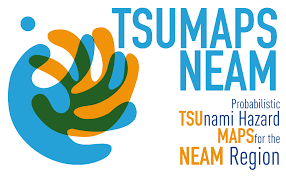 TSUMAPS
NEAM
Probabilistic
TSUnami Hazard
MAPS for the
NEAM Region